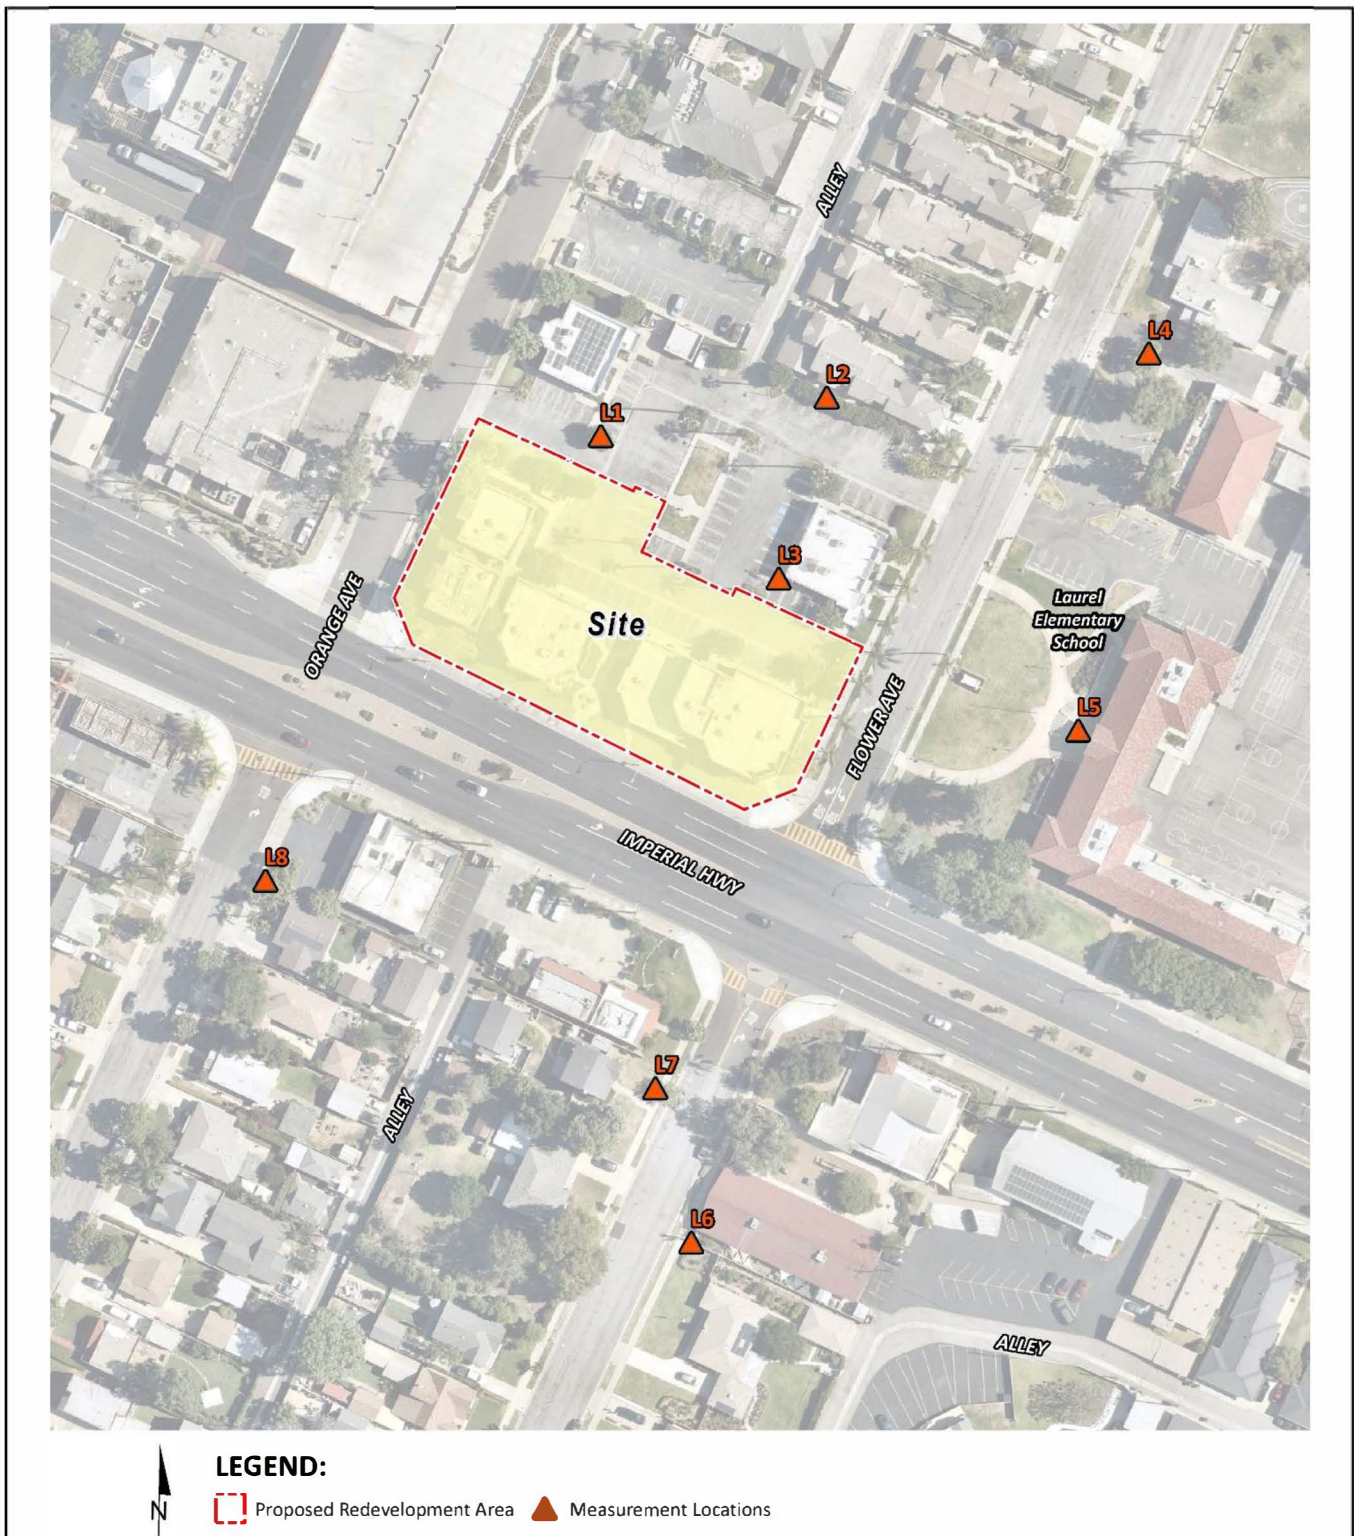 ALLEY
L4
L2
L1
L3
Site
ORANGE AVE
Laurel
Elementary
School
FLOWER AVE
L5
IMPERIAL HWY
L8
L7
ALLEY
L6
ALLEY
LEGEND:
N
Proposed Redevelopment Area
Measurement Locations